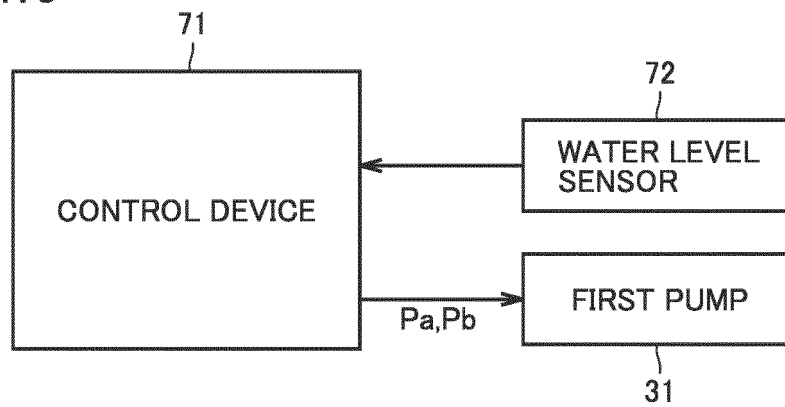 71
72
WATER LEVEL
SENSOR
CONTROL DEVICE
Pa,Pb
FIRST PUMP
31